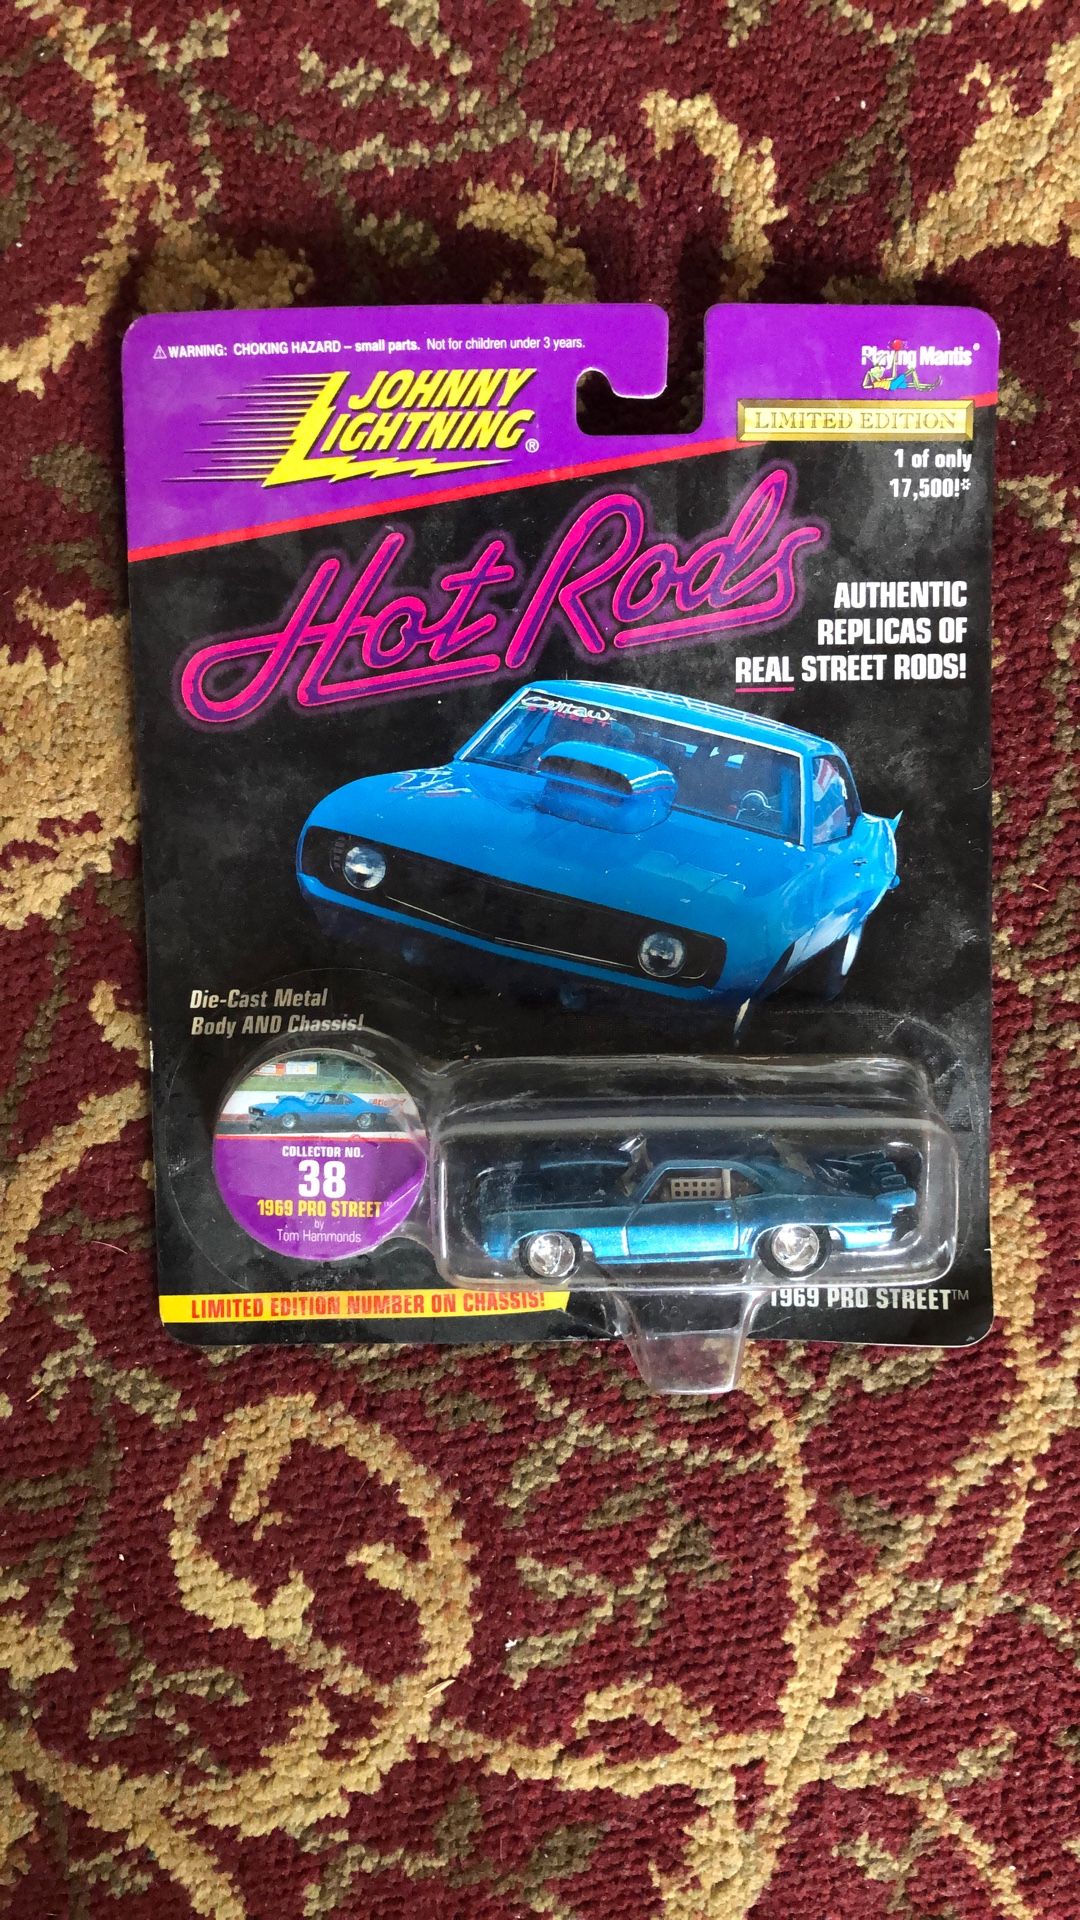 ⚠WARNING: CHOKING HAZARD – small parts. Not for children under 3 years.
JOHNNY
LIGHTNING®
Playing Mantis®
LIMITED EDITION
1 of only
17,500!*
Hot Rods
AUTHENTIC
REPLICAS OF
REAL STREET RODS!
Outlaw
STREET
Die-Cast Metal
Body AND Chassis!
COLLECTOR NO.
38
1969 PRO STREET™
by
Tom Hammonds
LIMITED EDITION NUMBER ON CHASSIS!
1969 PRO STREET™